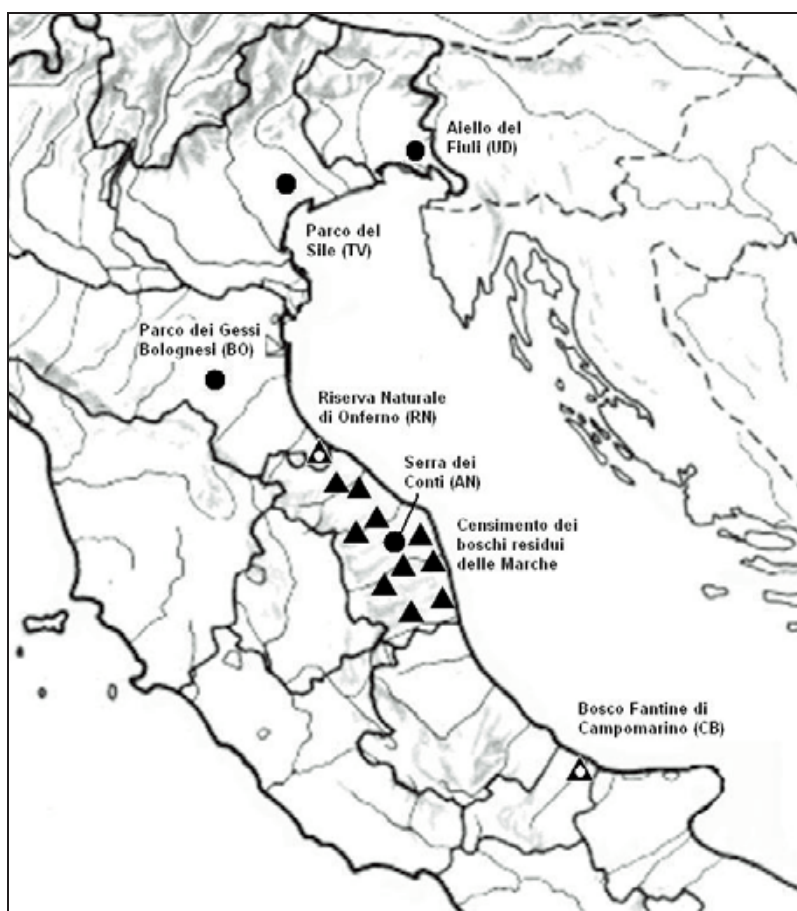 Aiello del
Fiuli (UD)
Parco del
Sile (TV)
Parco dei Gessi
Bolognesi (BO)
Riserva Naturale
di Onferno (RN)
Serra dei
Conti (AN)
Censimento dei
boschi residui
delle Marche
Bosco Fantine di
Campomarino (CB)